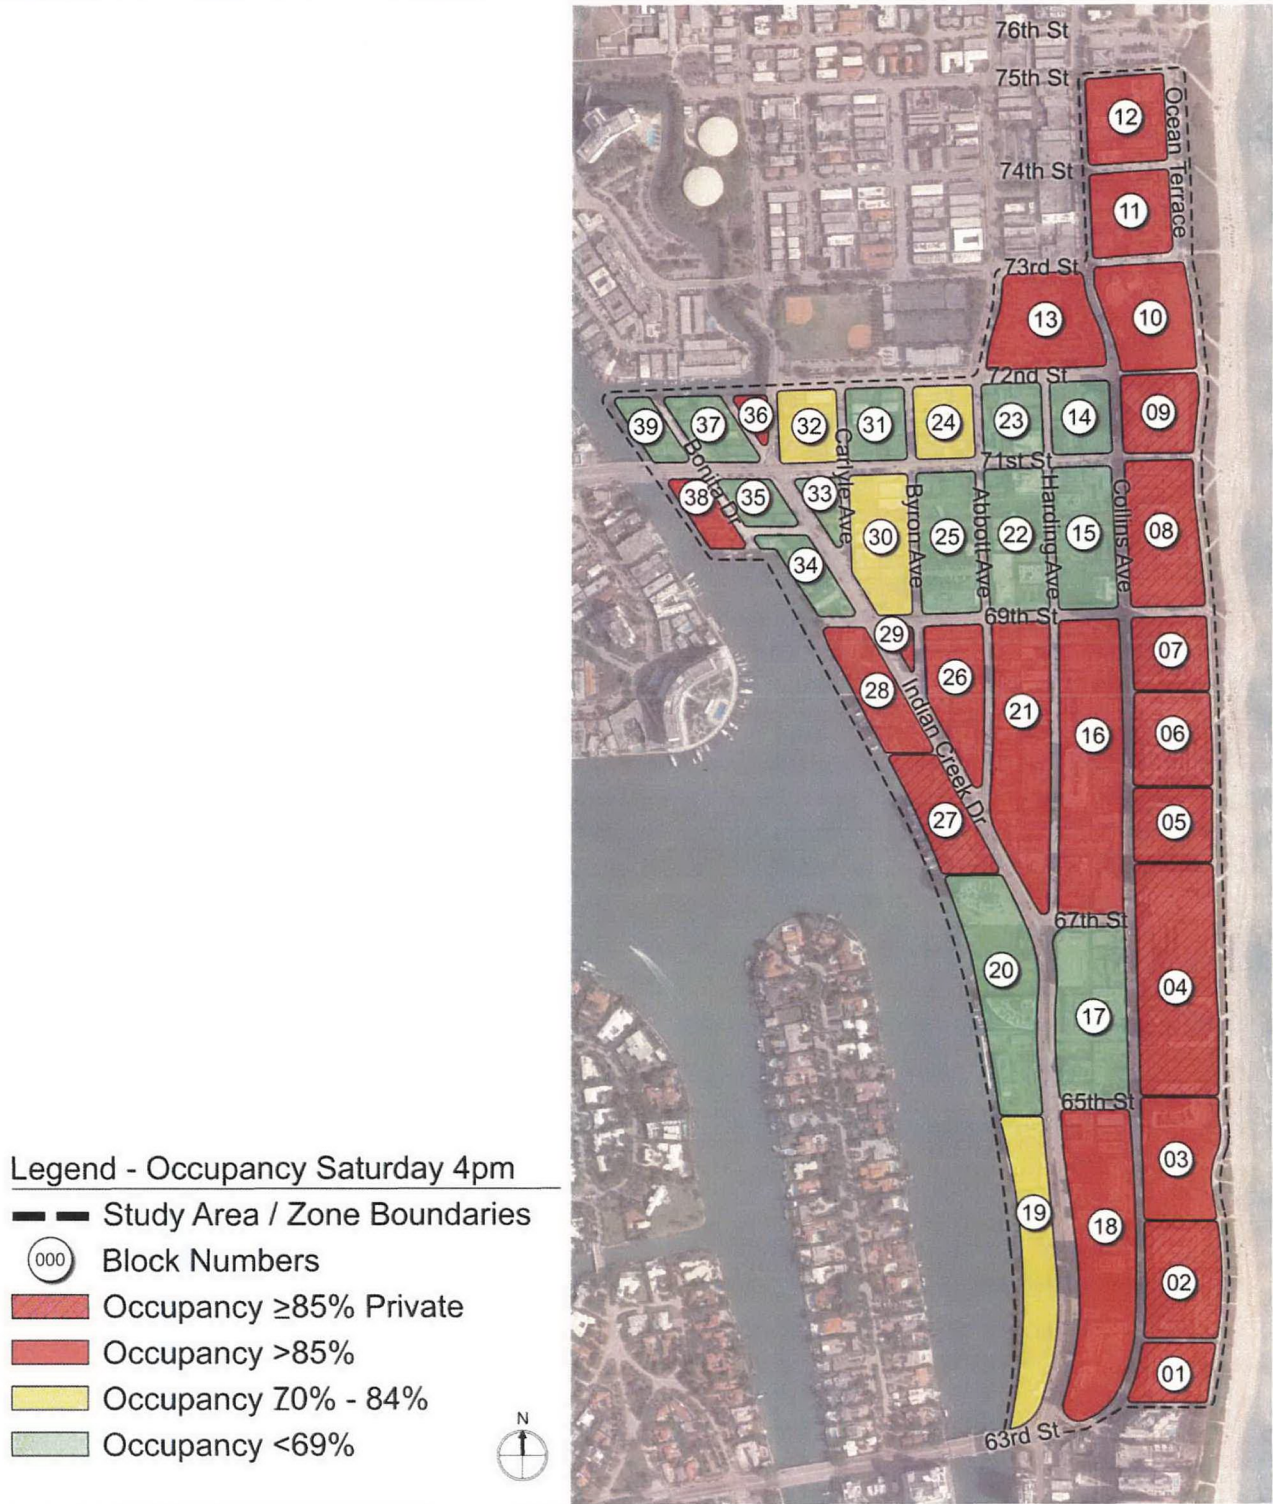 76th St
75th St
Ocean Terrace
12
74th St
11
73rd St
13
10
72nd St
39
37
36
32
31
24
23
14
09
Bonita Dr
Carlyle Ave
71st St
38
35
33
30
Byron Ave
25
Abbott Ave
22
Harding Ave
15
Collins Ave
08
34
69th St
29
07
28
26
21
16
06
Indian Creek Dr
27
05
67th St
20
17
04
65th St
03
19
18
02
01
63rd St
Legend - Occupancy Saturday 4pm
Study Area / Zone Boundaries
000 Block Numbers
Occupancy ≥85% Private
Occupancy >85%
Occupancy 70% - 84%
Occupancy <69%
N